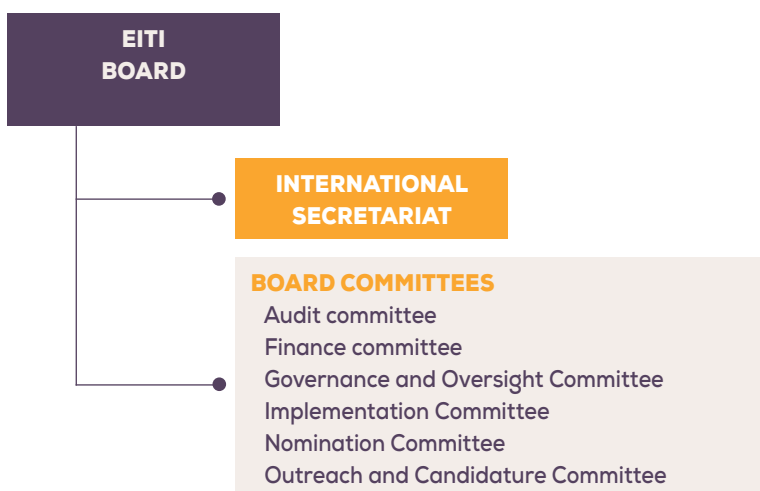 EITI
BOARD
INTERNATIONAL
SECRETARIAT
BOARD COMMITTEES
Audit committee
Finance committee
Governance and Oversight Committee
Implementation Committee
Nomination Committee
Outreach and Candidature Committee